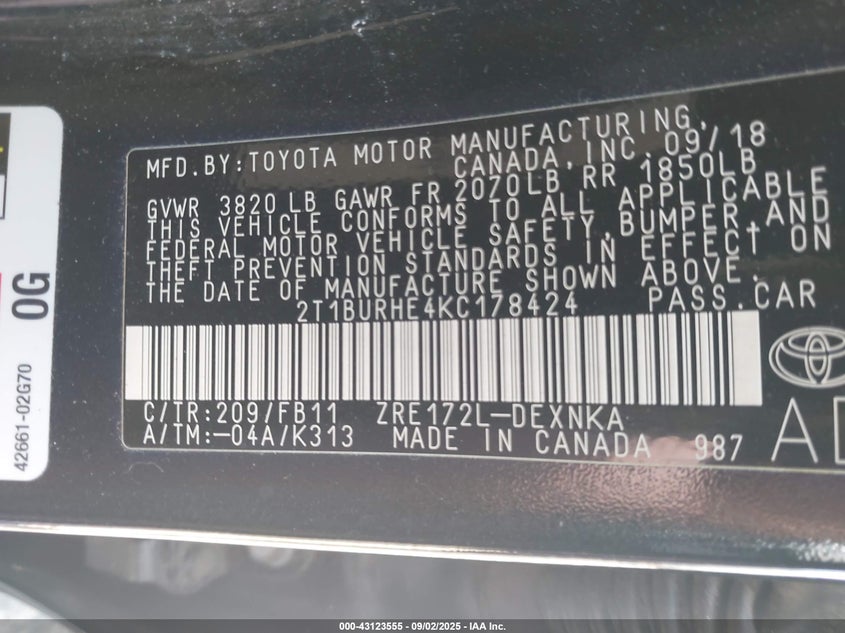 MFD.BY:TOYOTA MOTOR MANUFACTURING,
CANADA, INC. 09/18
GVWR 3820 LB GAWR FR 2070LB RR 1850LB
THIS VEHICLE CONFORMS TO ALL APPLICABLE
FEDERAL MOTOR VEHICLE SAFETY,BUMPER,AND
THEFT PREVENTION STANDARDS IN EFFECT ON
THE DATE OF MANUFACTURE SHOWN ABOVE.
2T1BURHE4KC178424 PASS.CAR
C/TR:209/FB11 ZRE172L-DEXNKA
A/TM:-04A/K313 MADE IN CANADA 987
A
0G
42661-02G70
000-43123555 - 09/02/2025 - IAA Inc.